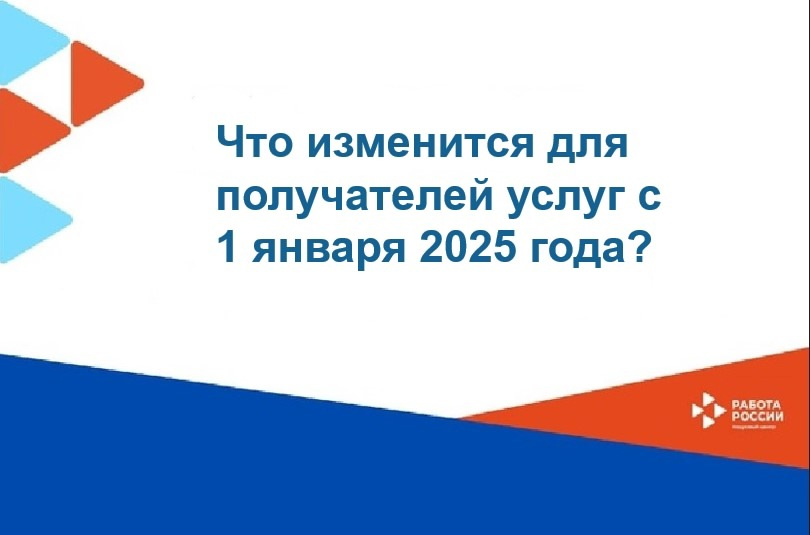 Что изменится для
получателей услуг с
1 января 2025 года?
РАБОТА
РОССИИ